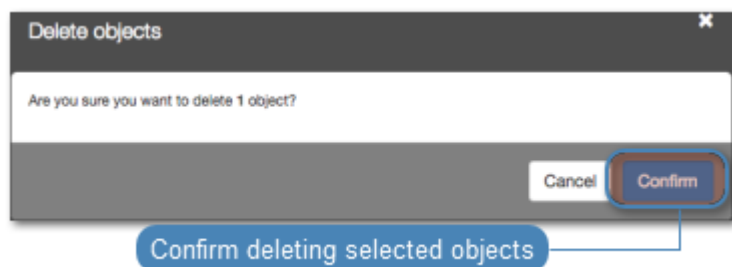 Delete objects
Are you sure you want to delete 1 object?
Cancel Confirm
Confirm deleting selected objects